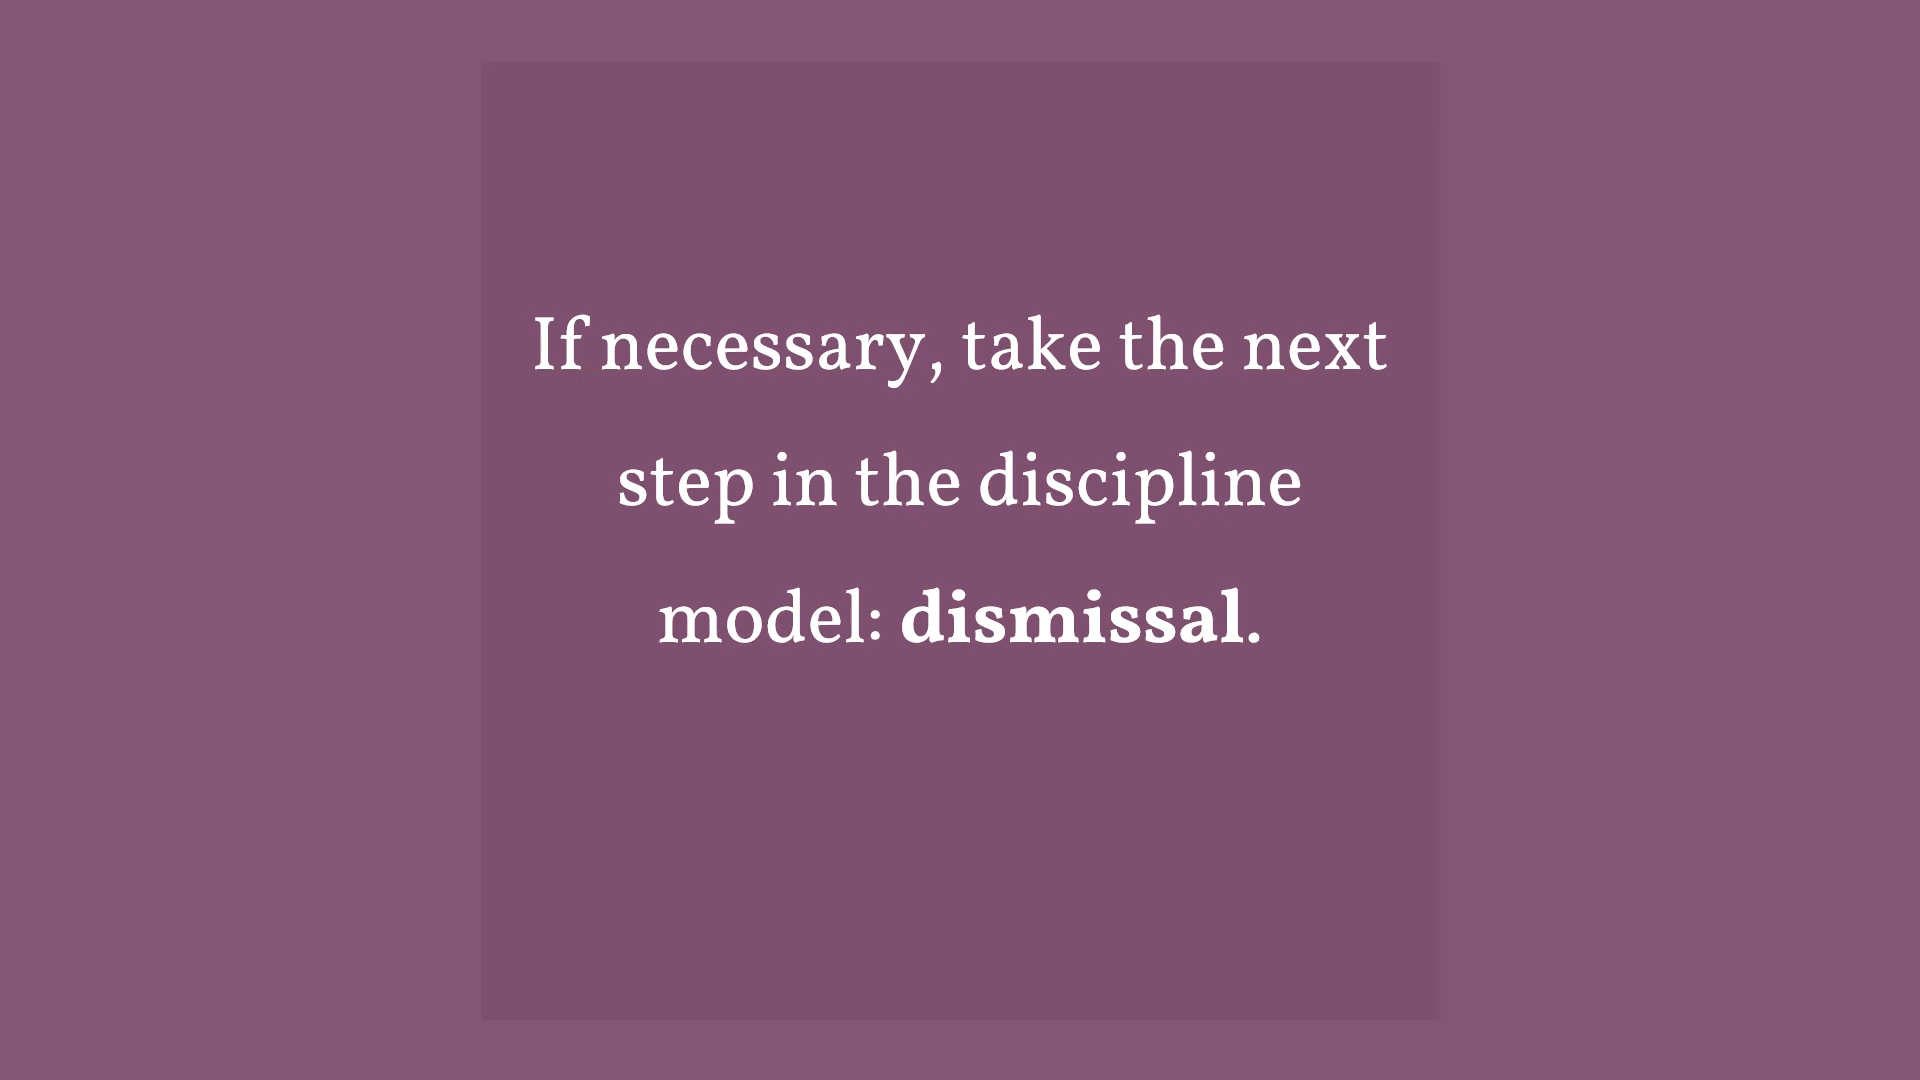 If necessary, take the next
step in the discipline
model: dismissal.